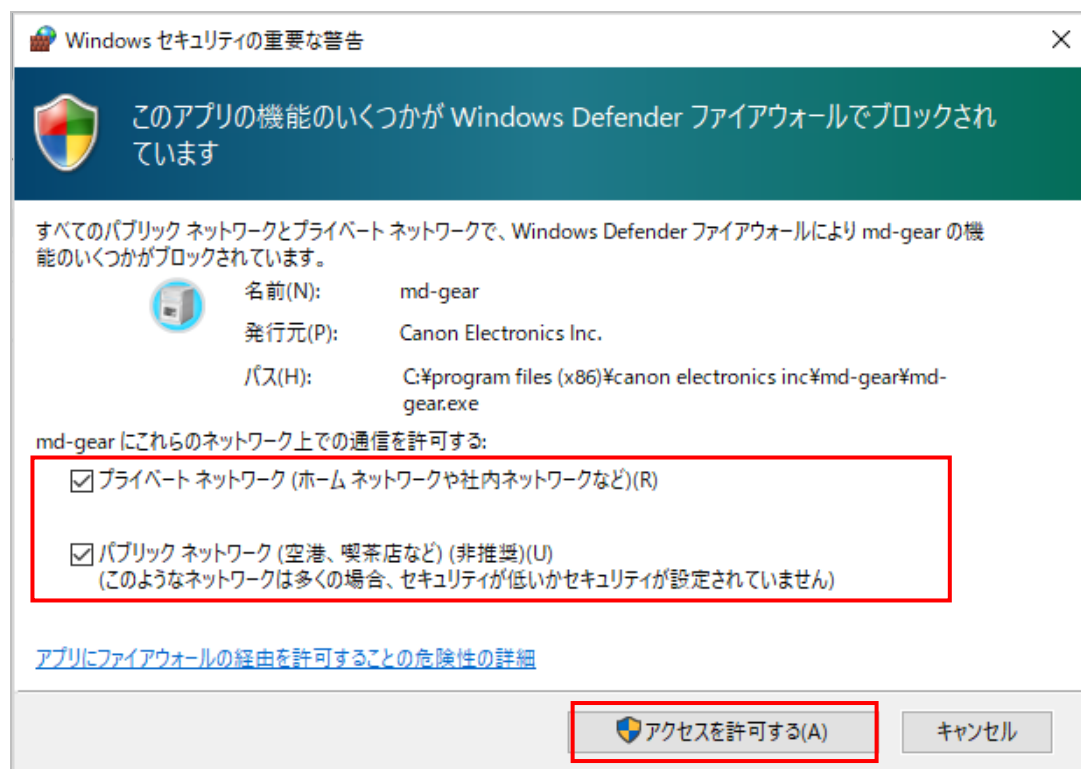 Windows セキュリティの重要な警告
このアプリの機能のいくつかが Windows Defender ファイアウォールでブロックされ
ています
すべてのパブリック ネットワークとプライベート ネットワークで、Windows Defender ファイアウォールにより md-gear の機
能のいくつかがブロックされています。
名前(N): md-gear
発行元(P): Canon Electronics Inc.
パス(H): C:¥program files (x86)¥canon electronics inc¥md-gear¥md-
gear.exe
md-gear にこれらのネットワーク上での通信を許可する:
プライベート ネットワーク (ホーム ネットワークや社内ネットワークなど)(R)
パブリック ネットワーク (空港、喫茶店など) (非推奨)(U)
(このようなネットワークは多くの場合、セキュリティが低いかセキュリティが設定されていません)
アプリにファイアウォールの経由を許可することの危険性の詳細
アクセスを許可する(A) キャンセル